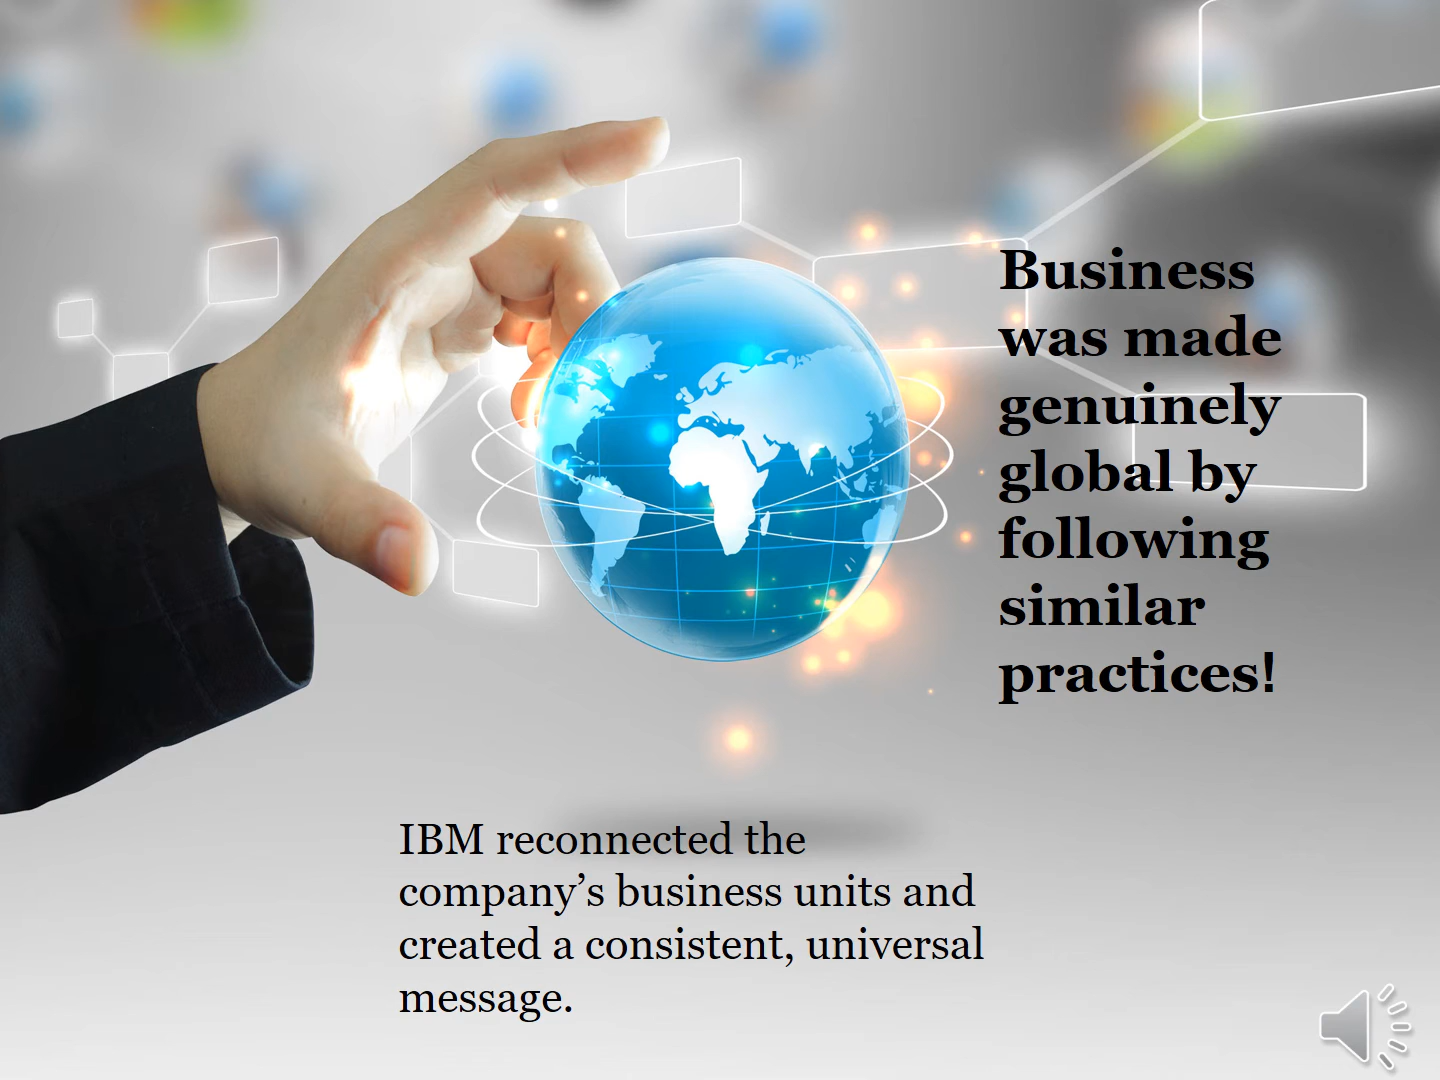 Business
was made
genuinely
global by
following
similar
practices!
IBM reconnected the
company’s business units and
created a consistent, universal
message.